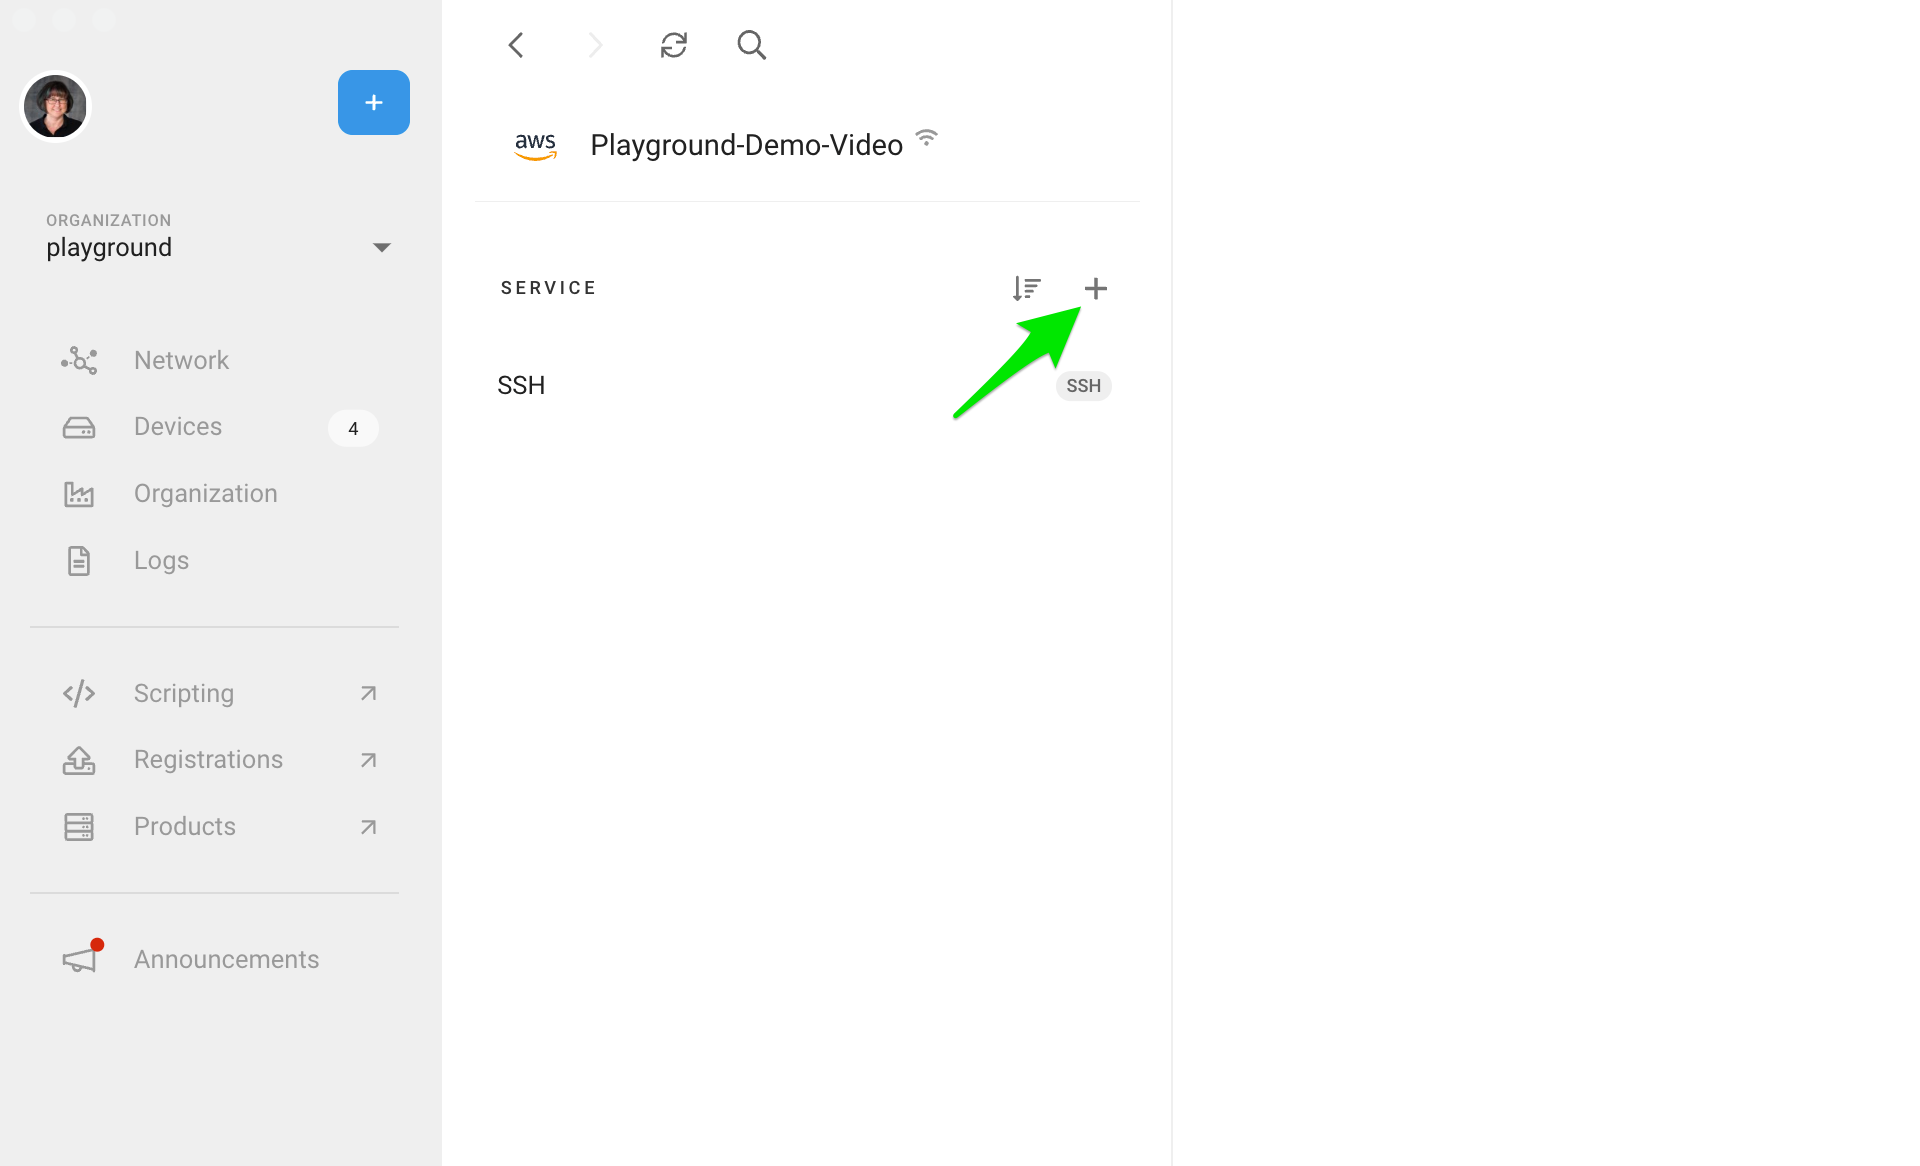 +
ORGANIZATION
playground
Network
Devices 4
Organization
Logs
Scripting
Registrations
Products
Announcements
aws Playground-Demo-Video
SERVICE
SSH SSH